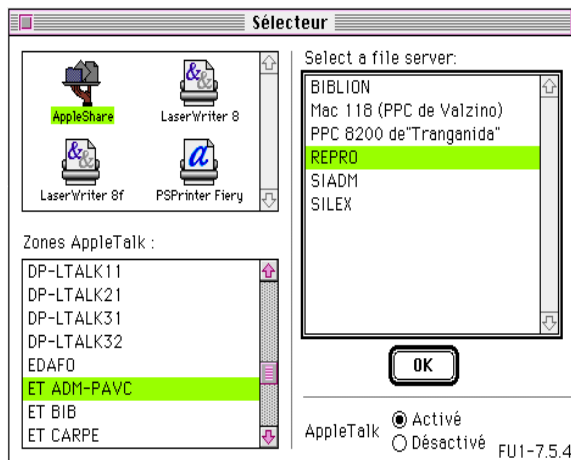 Sélecteur
AppleShare
LaserWriter 8
LaserWriter 8f
PSPrinter Fiery
Zones AppleTalk :
DP-LTALK11
DP-LTALK21
DP-LTALK31
DP-LTALK32
EDAFO
ET ADM-PAVC
ET BIB
ET CARPE
Select a file server:
BIBLION
Mac 118 (PPC de Valzino)
PPC 8200 de"Tranganida"
REPRO
SIADM
SILEX
OK
AppleTalk
Activé
Désactivé
FU1-7.5.4